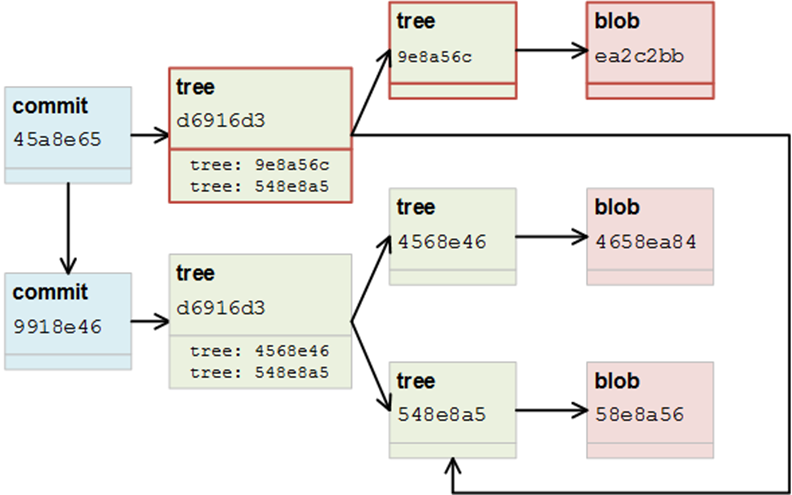 tree
9e8a56c
blob
ea2c2bb
tree
d6916d3
tree: 9e8a56c
tree: 548e8a5
commit
45a8e65
tree
4568e46
blob
4658ea84
tree
d6916d3
tree: 4568e46
tree: 548e8a5
commit
9918e46
tree
548e8a5
blob
58e8a56